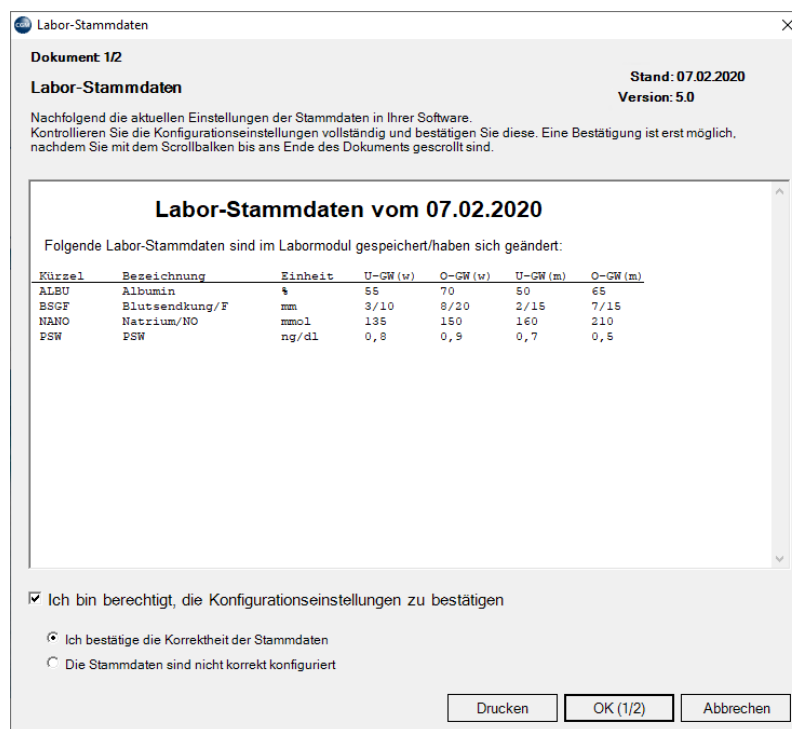 CGM Labor-Stammdaten
Dokument 1/2
Labor-Stammdaten
Stand: 07.02.2020
Version: 5.0
Nachfolgend die aktuellen Einstellungen der Stammdaten in Ihrer Software.
Kontrollieren Sie die Konfigurationseinstellungen vollständig und bestätigen Sie diese. Eine Bestätigung ist erst möglich,
nachdem Sie mit dem Scrollbalken bis ans Ende des Dokuments gescrollt sind.
Labor-Stammdaten vom 07.02.2020
Folgende Labor-Stammdaten sind im Labormodul gespeichert/haben sich geändert:
Kürzel Bezeichnung Einheit U-GW(w) O-GW(w) U-GW(m) O-GW(m)
ALBU Albumin % 55 70 50 65
BSGF Blutsendkung/F mm 3/10 8/20 2/15 7/15
NANO Natrium/NO mmol 135 150 160 210
PSW PSW ng/dl 0,8 0,9 0,7 0,5
Ich bin berechtigt, die Konfigurationseinstellungen zu bestätigen
Ich bestätige die Korrektheit der Stammdaten
Die Stammdaten sind nicht korrekt konfiguriert
Drucken OK (1/2) Abbrechen